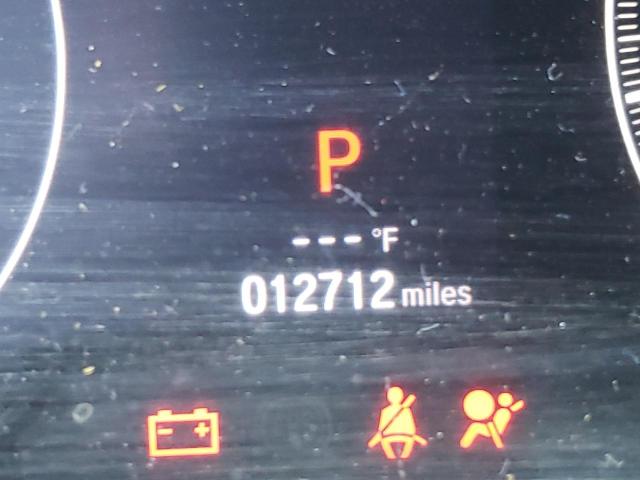 P
--- °F
012712 miles
- +